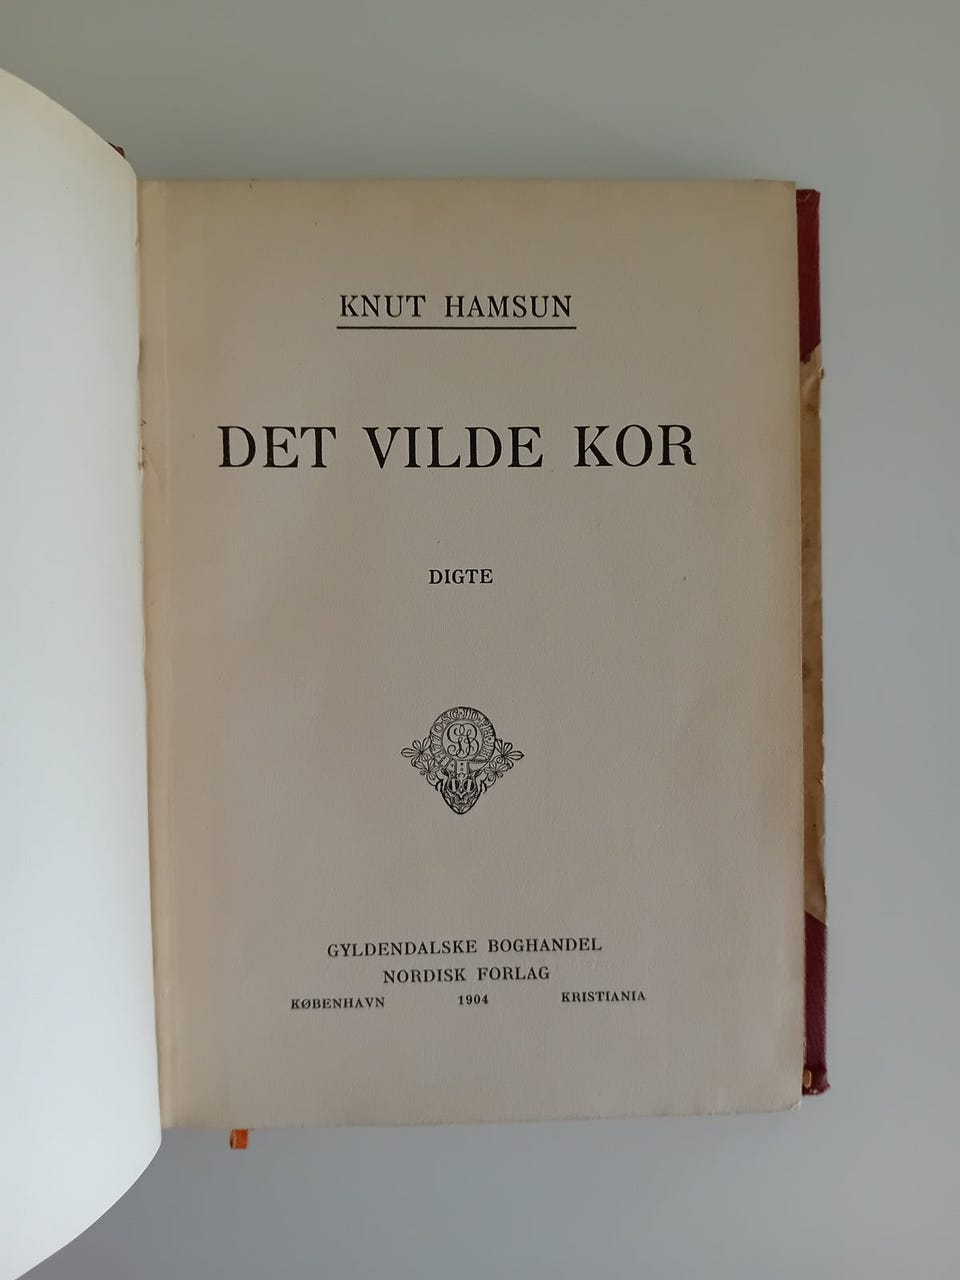 KNUT HAMSUN
DET VILDE KOR
DIGTE
GYLDENDALSKE BOGHANDEL
NORDISK FORLAG
KØBENHAVN 1904 KRISTIANIA